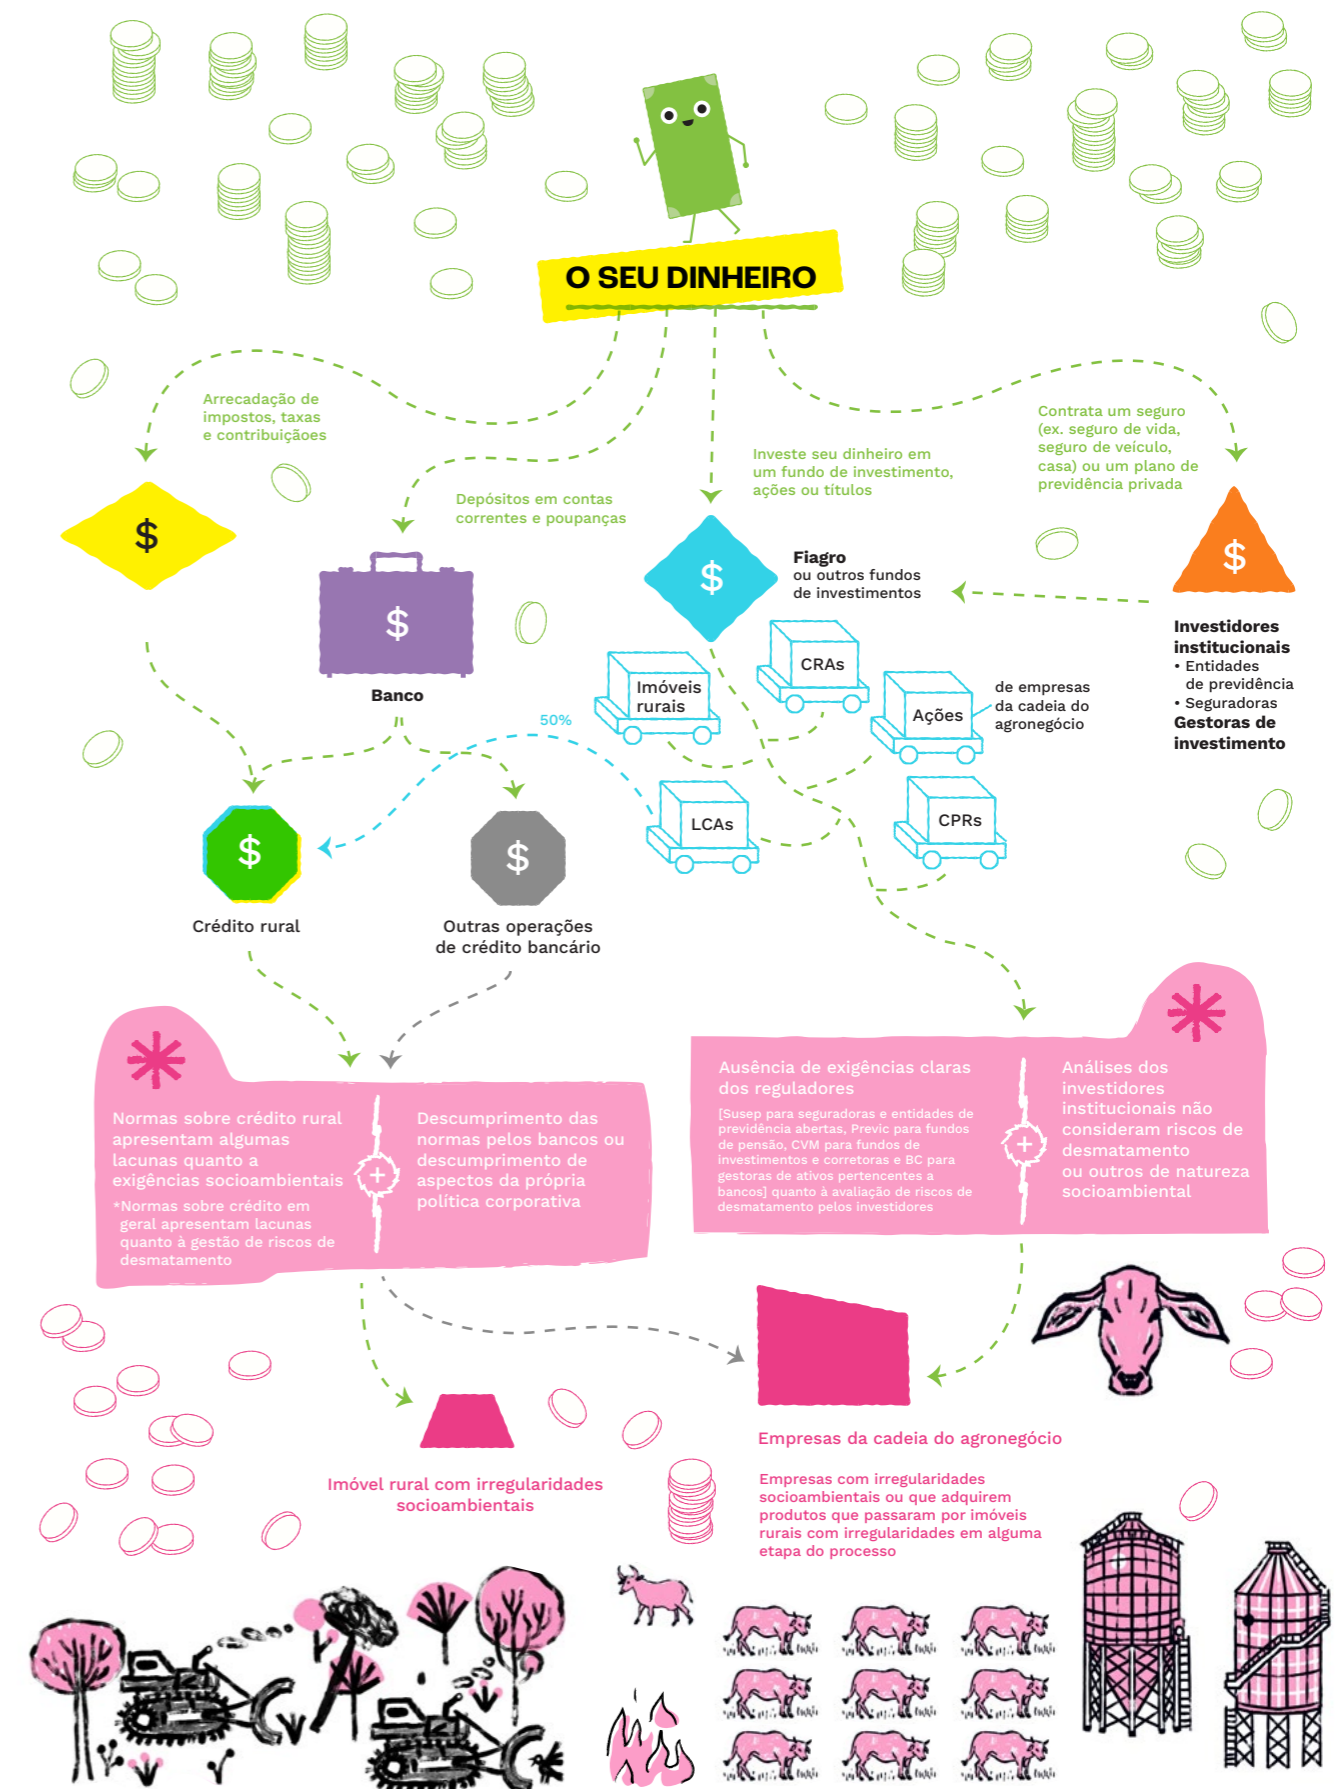 O SEU DINHEIRO
Arrecadação de
impostos, taxas
e contribuiçãoes
Depósitos em contas
correntes e poupanças
Investe seu dinheiro em
um fundo de investimento,
ações ou títulos
Contrata um seguro
(ex. seguro de vida,
seguro de veículo,
casa) ou um plano de
previdência privada
$
$
$
$
Fiagro
ou outros fundos
de investimentos
Banco
Investidores
institucionais
• Entidades
de previdência
• Seguradoras
Gestoras de
investimento
Imóveis
rurais
CRAs
Ações
de empresas
da cadeia do
agronegócio
50%
LCAs
CPRs
$
$
Crédito rural
Outras operações
de crédito bancário
Normas sobre crédito rural
apresentam algumas
lacunas quanto a
exigências socioambientais
*Normas sobre crédito em
geral apresentam lacunas
quanto à gestão de riscos de
desmatamento
+
Descumprimento das
normas pelos bancos ou
descumprimento de
aspectos da própria
política corporativa
Ausência de exigências claras
dos reguladores
[Susep para seguradoras e entidades de
previdência abertas, Previc para fundos
de pensão, CVM para fundos de
investimentos e corretoras e BC para
gestoras de ativos pertencentes a
bancos] quanto à avaliação de riscos de
desmatamento pelos investidores
+
Análises dos
investidores
institucionais não
consideram riscos de
desmatamento
ou outros de natureza
socioambiental
Imóvel rural com irregularidades
socioambientais
Empresas da cadeia do agronegócio
Empresas com irregularidades
socioambientais ou que adquirem
produtos que passaram por imóveis
rurais com irregularidades em alguma
etapa do processo